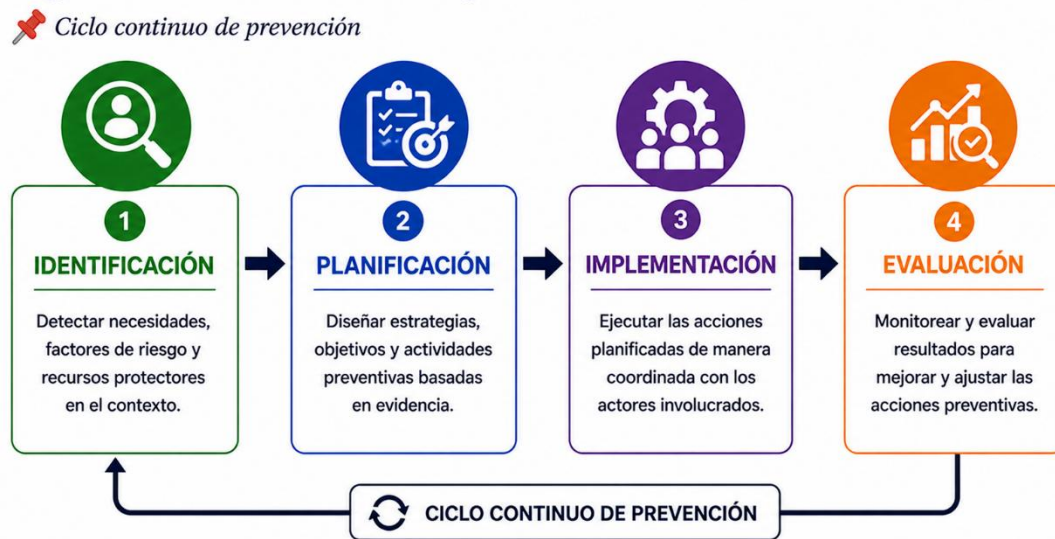 Ciclo continuo de prevención
1
IDENTIFICACIÓN
Detectar necesidades,
factores de riesgo y
recursos protectores
en el contexto.
2
PLANIFICACIÓN
Diseñar estrategias,
objetivos y actividades
preventivas basadas
en evidencia.
3
IMPLEMENTACIÓN
Ejecutar las acciones
planificadas de manera
coordinada con los
actores involucrados.
4
EVALUACIÓN
Monitorear y evaluar
resultados para
mejorar y ajustar las
acciones preventivas.
CICLO CONTINUO DE PREVENCIÓN